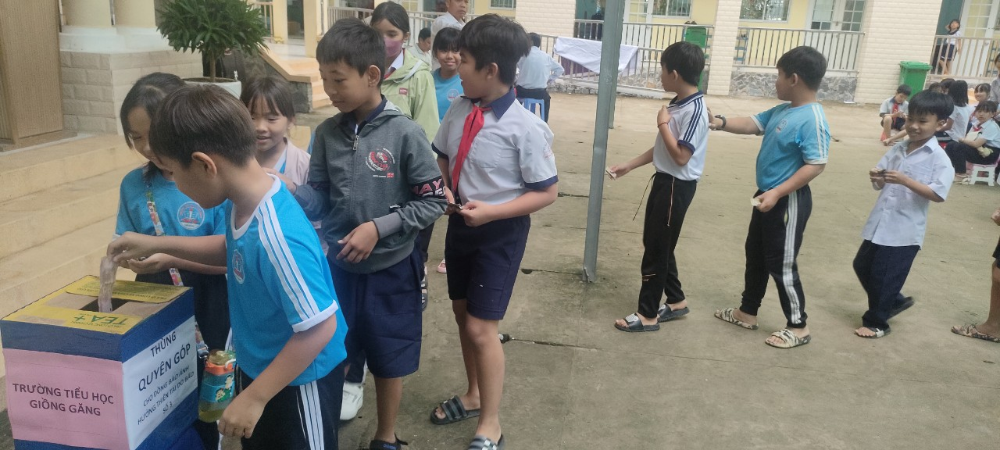 TEA+
TRƯỜNG TIỂU HỌC
GIỒNG GĂNG
THÙNG
QUYÊN GÓP
CHO ĐỒNG BÀO ẢNH
HƯỞNG THIÊN TAI DO BÃO
SỐ 3